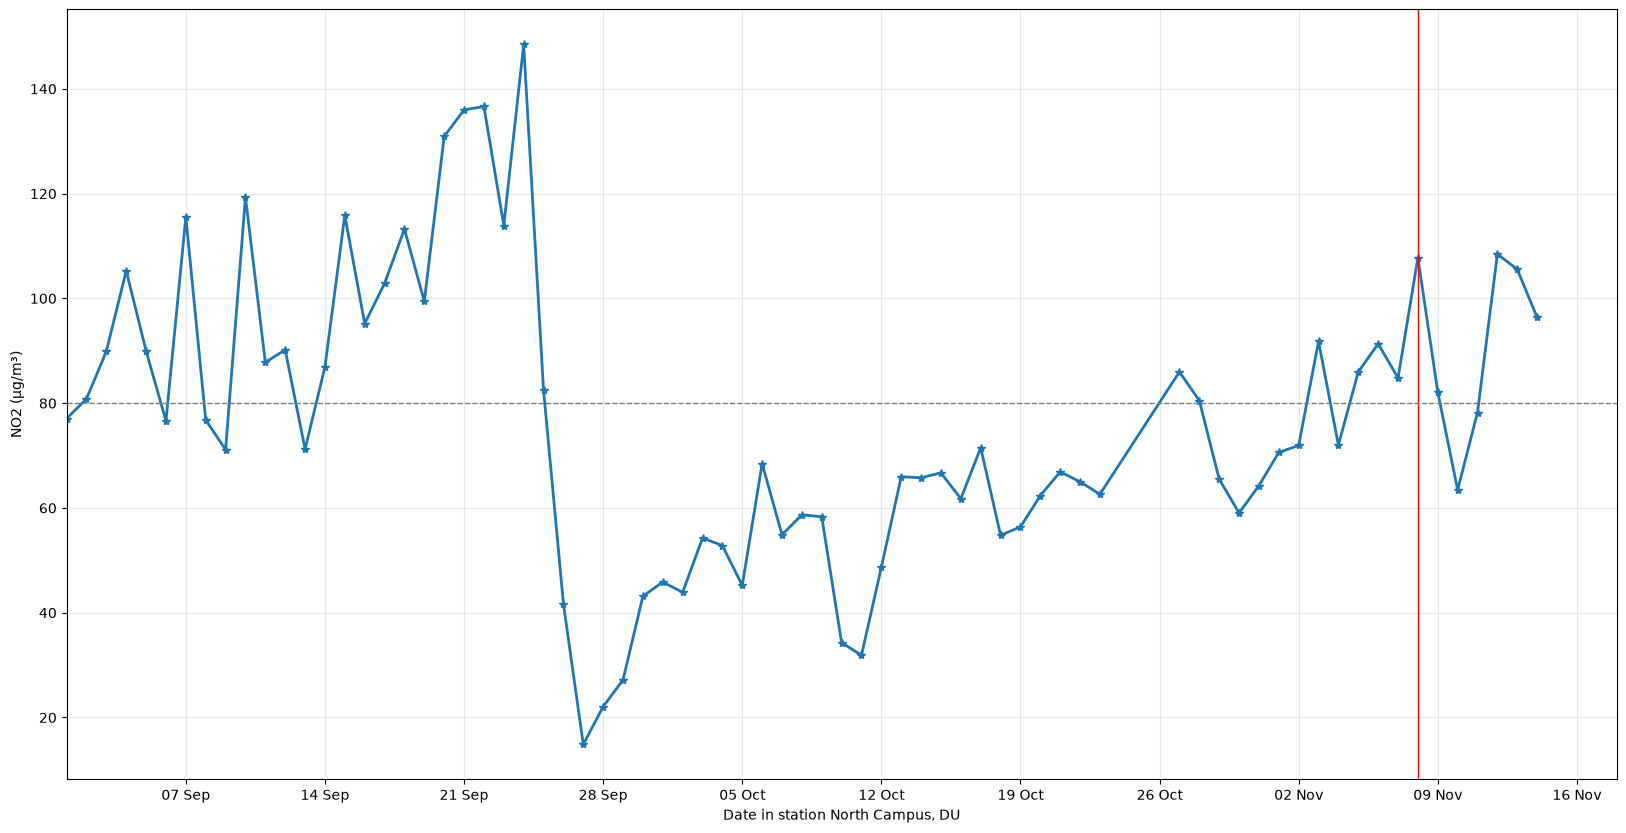 140
120
100
80
60
40
20
NO2 (µg/m³)
07 Sep 14 Sep 21 Sep 28 Sep 05 Oct 12 Oct 19 Oct 26 Oct 02 Nov 09 Nov 16 Nov
Date in station North Campus, DU